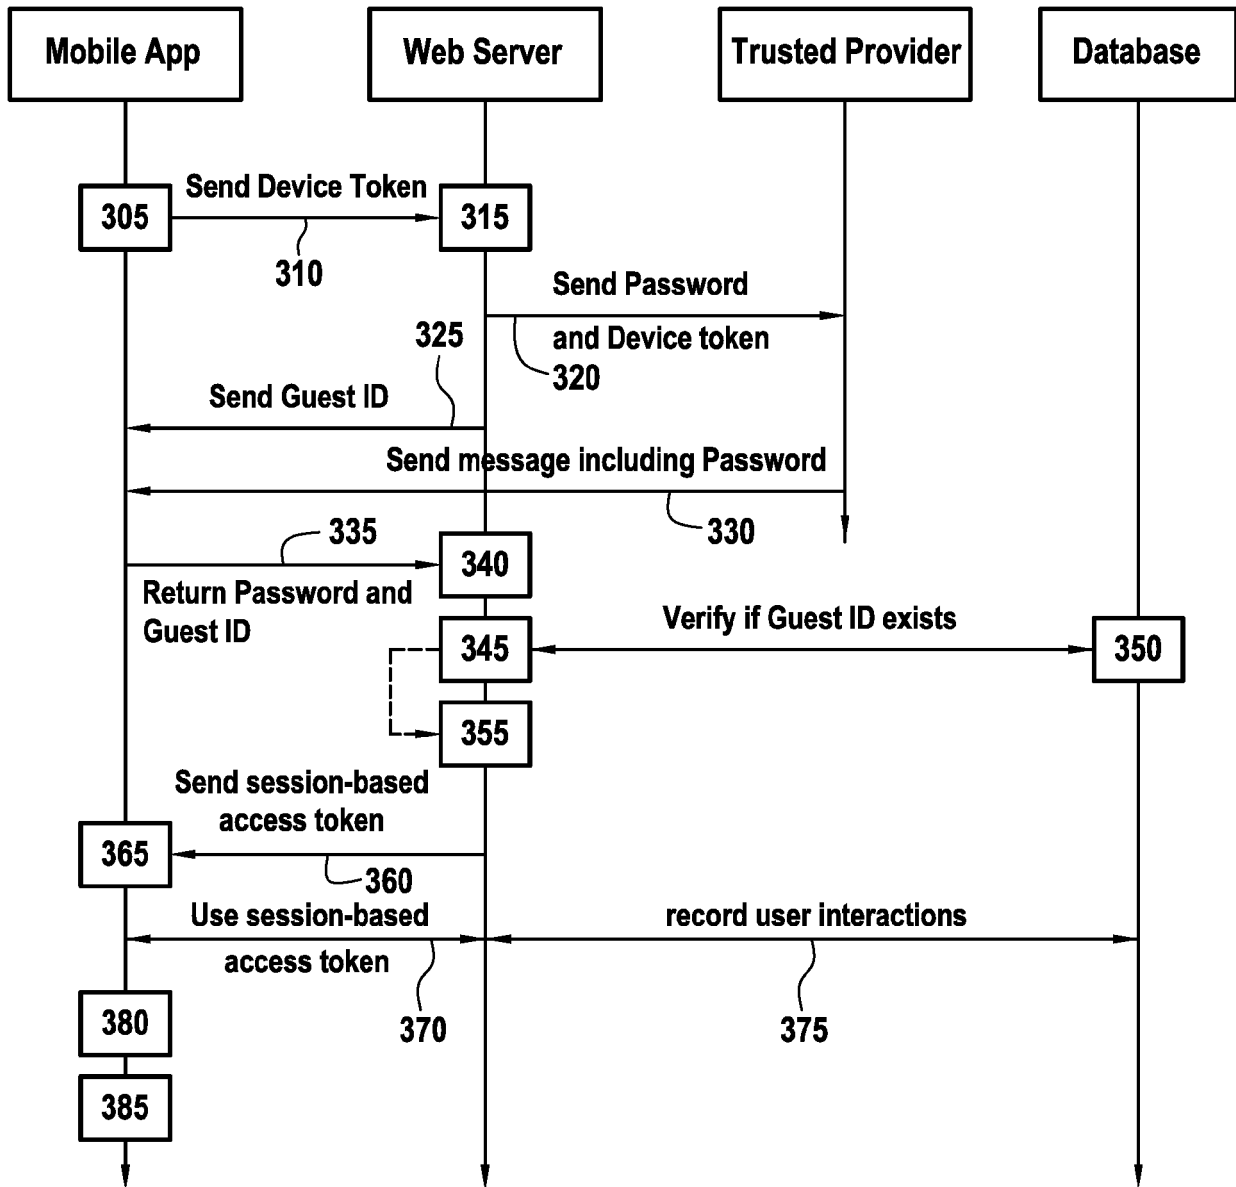 Mobile App
Web Server
Trusted Provider
Database
Send Device Token
305
315
310
Send Password
325
and Device token
320
Send Guest ID
Send message including Password
335
330
340
Return Password and
Guest ID
Verify if Guest ID exists
345
350
355
Send session-based
access token
365
360
Use session-based
record user interactions
access token
380
370
375
385